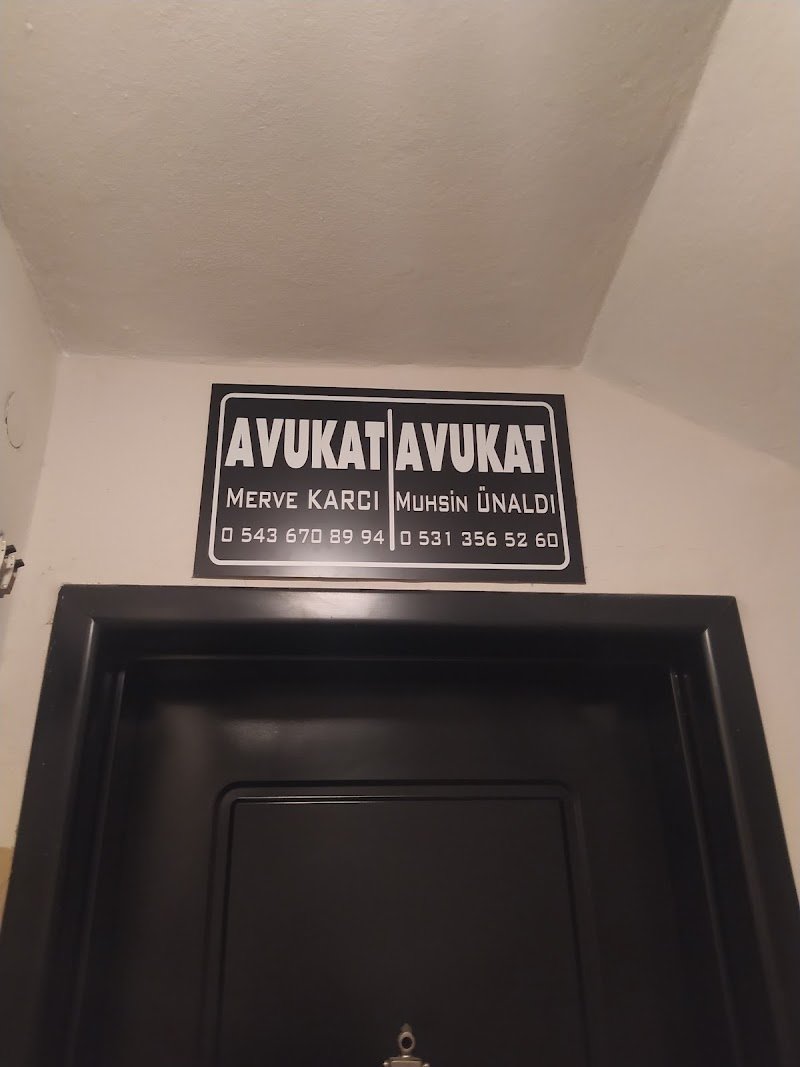 AVUKAT
Merve KARCI
0 543 670 89 94
AVUKAT
Muhsin ÜNALDI
0 531 356 52 60